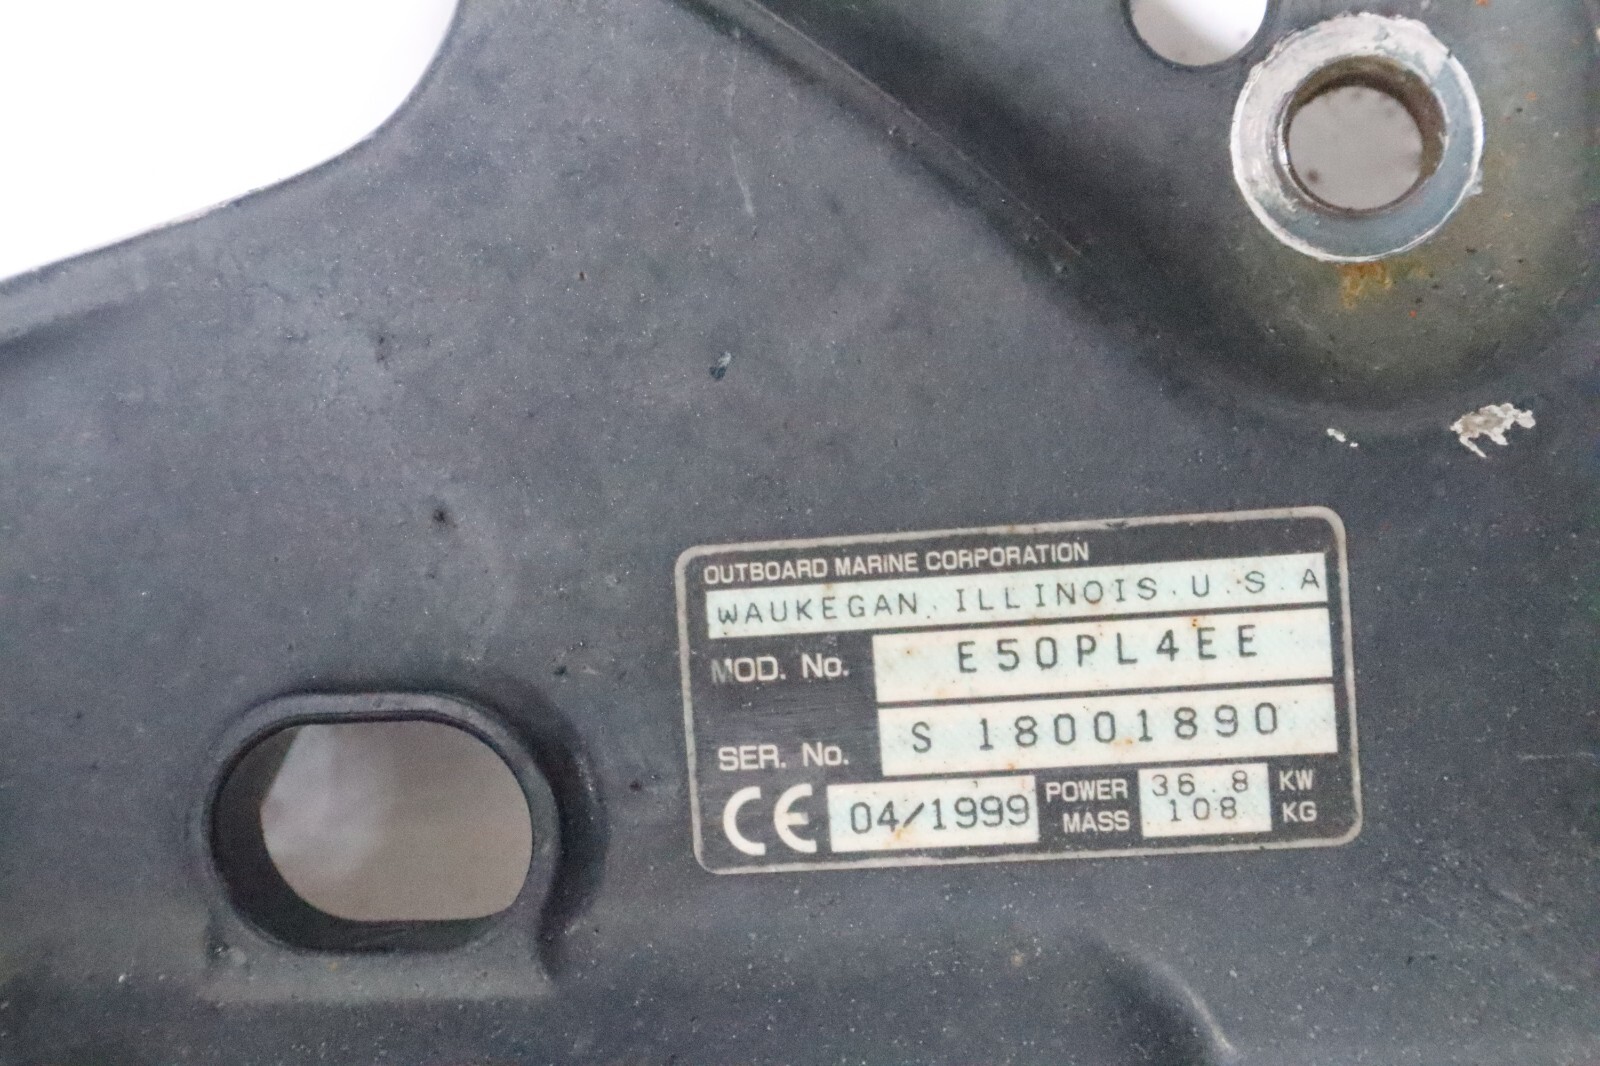 OUTBOARD MARINE CORPORATION
WAUKEGAN. ILLINOIS. U.S.A
MOD. No. E50PL4EE
SER. No. S 18001890
CE 04/1999 POWER 36.8 KW
MASS 108 KG